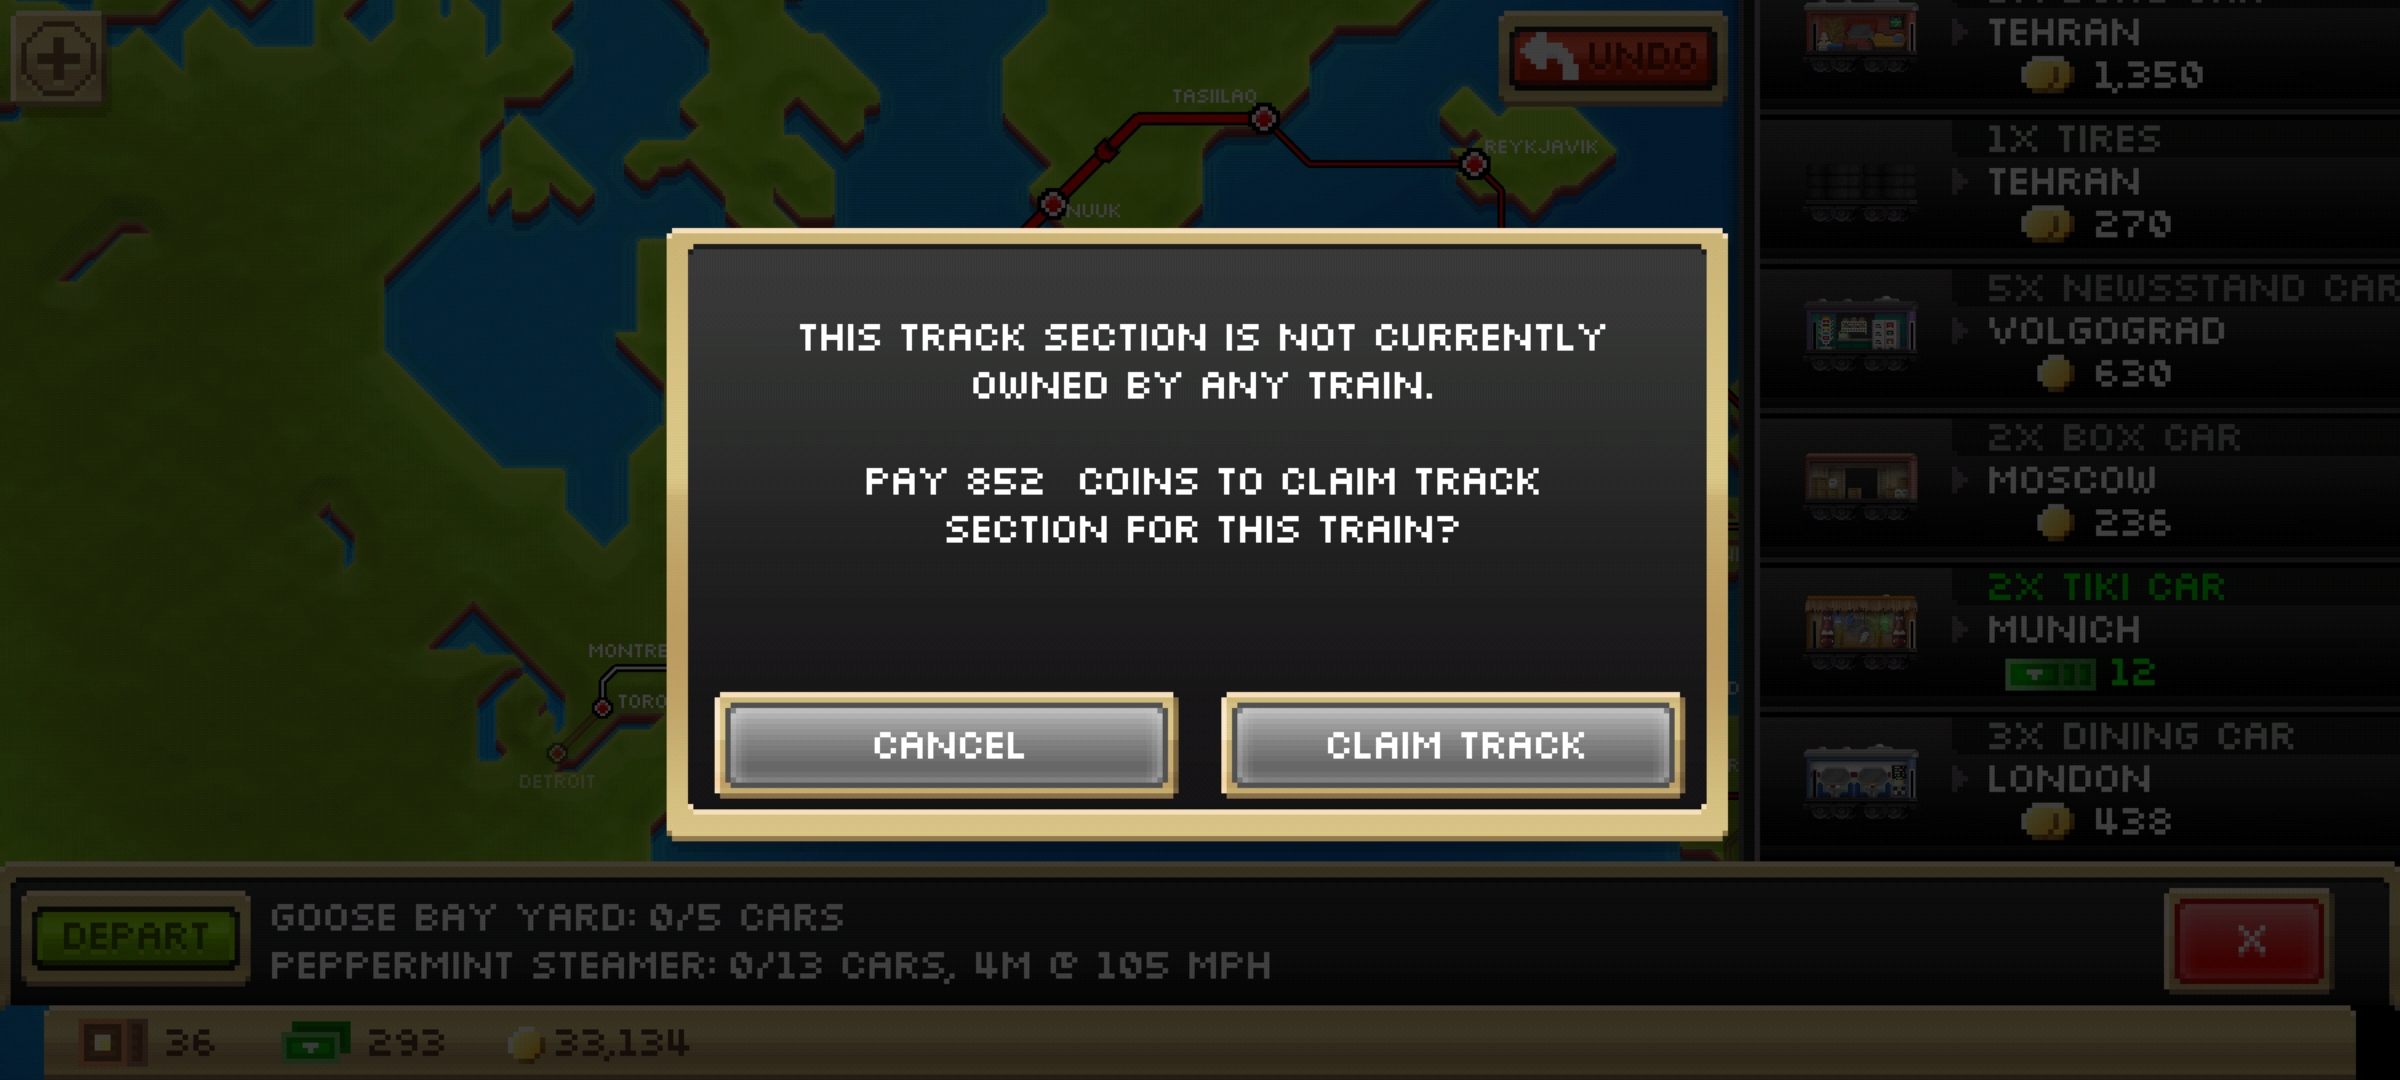 UNDO
TASIILAQ
REYKJAVIK
NUUK
TEHRAN
1,350
1X TIRES
TEHRAN
270
5X NEWSSTAND CAR
VOLGOGRAD
630
2X BOX CAR
MOSCOW
236
2X TIKI CAR
MUNICH
12
3X DINING CAR
LONDON
438
THIS TRACK SECTION IS NOT CURRENTLY
OWNED BY ANY TRAIN.
PAY 852 COINS TO CLAIM TRACK
SECTION FOR THIS TRAIN?
CANCEL
CLAIM TRACK
MONTRE
TORO
DETROIT
DEPART
GOOSE BAY YARD: 0/5 CARS
PEPPERMINT STEAMER: 0/13 CARS, 4M @ 105 MPH
X
36
293
33,134